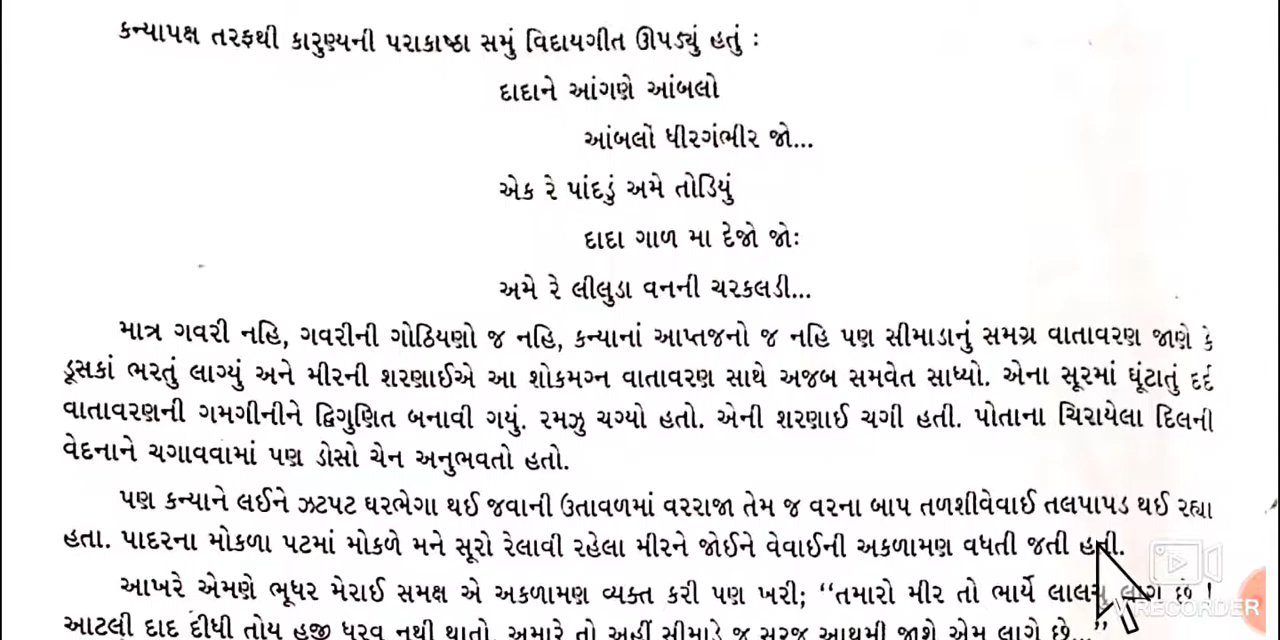 કન્યાપક્ષ તરફથી કારુણ્યની પરાકાષ્ઠા સમું વિદાયગીત ઊપડ્યું હતું :
દાદાને આંગણે આંબલો
આંબલો ધીરગંભીર જો...
એક રે પાંદડું અમે તોડિયું
દાદા ગાળ મા દેજો જોઃ
અમે રે લીલુડા વનની ચરકલડી...
માત્ર ગવરી નહિ, ગવરીની ગોઠિયણો જ નહિ, કન્યાનાં આપ્તજનો જ નહિ પણ સીમાડાનું સમગ્ર વાતાવરણ જાણે કે
ડૂસકાં ભરતું લાગ્યું અને મીરની શરણાઈએ આ શોકમગ્ન વાતાવરણ સાથે અજબ સમવેત સાધ્યો. એના સૂરમાં ઘૂંટાતું દર્દ
વાતાવરણની ગમગીનીને દ્વિગુણિત બનાવી ગયું. રમઝુ ચગ્યો હતો. એની શરણાઈ ચગી હતી. પોતાના ચિરાયેલા દિલની
વેદનાને ચગાવવામાં પણ ડોસો ચેન અનુભવતો હતો.
પણ કન્યાને લઈને ઝટપટ ઘરભેગા થઈ જવાની ઉતાવળમાં વરરાજા તેમ જ વરના બાપ તળશીવેવાઈ તલપાપડ થઈ રહ્યા
હતા. પાદરના મોકળા પટમાં મોકળે મને સૂરો રેલાવી રહેલા મીરને જોઈને વેવાઈની અકળામણ વધતી જતી હતી.
આખરે એમણે ભૂધર મેરાઈ સમક્ષ એ અકળામણ વ્યક્ત કરી પણ ખરી; “તમારો મીર તો ભાર્યે લાલચુ લાગે છે !
આટલી દાદ દીધી તોય હજી ધરવ નથી થાતો. અમારે તો અહીં સીમાડે જ સૂરજ આથમી જાશે એમ લાગે છે...”
RECORDER